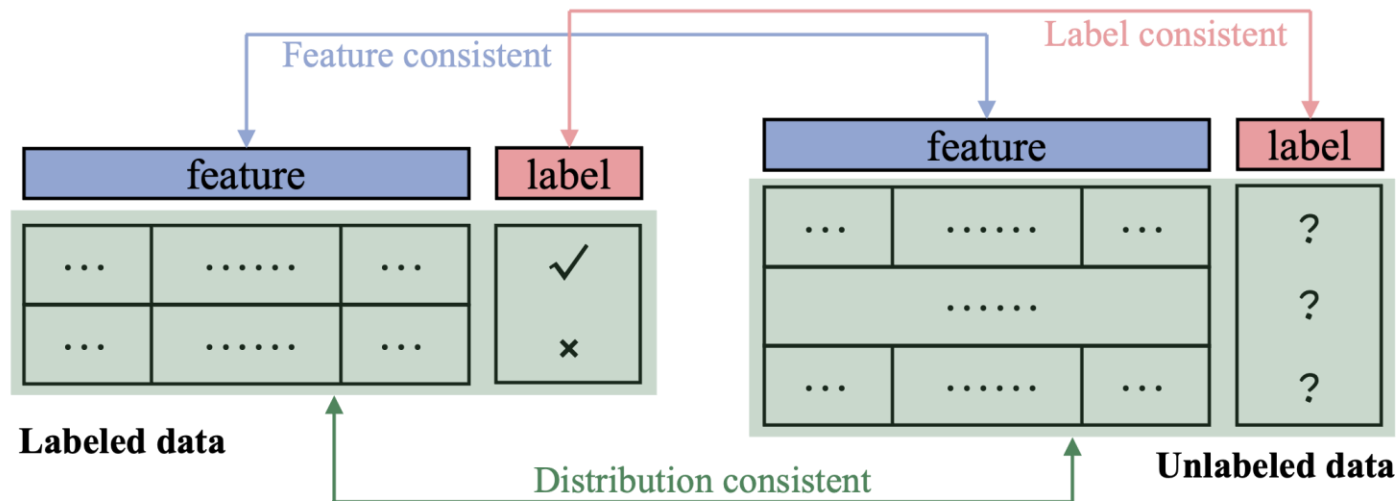 Feature consistent
Label consistent
feature
label
feature
label
... ...... ...
✓
... ...... ...
×
... ...... ...
?
......
?
... ...... ...
?
Labeled data
Unlabeled data
Distribution consistent